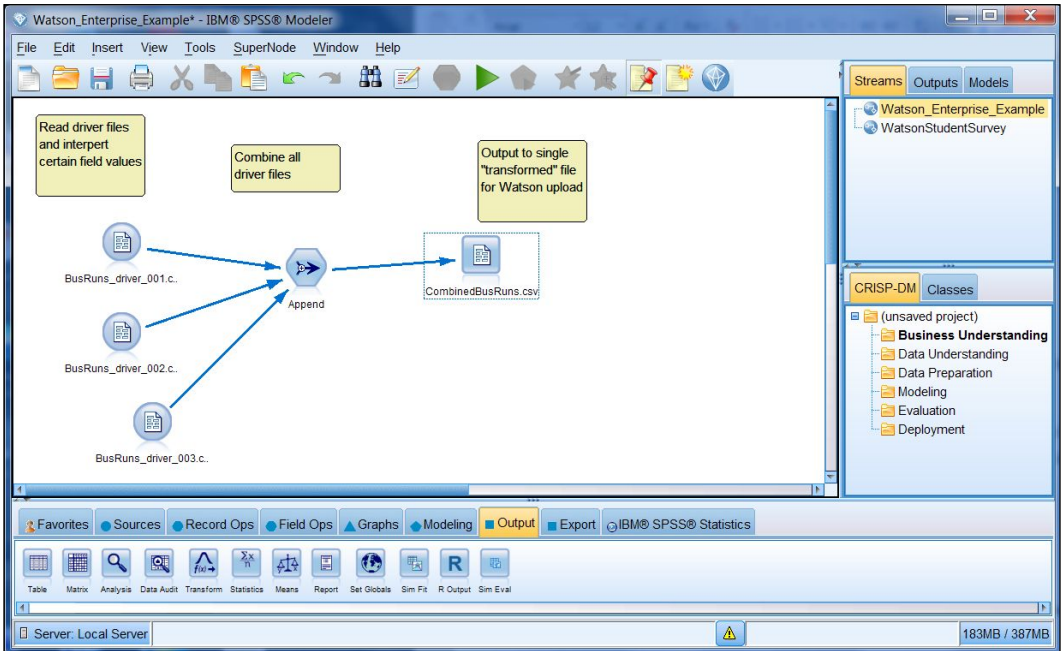 Watson_Enterprise_Example* - IBM® SPSS® Modeler
File Edit Insert View Tools SuperNode Window Help
Read driver files
and interpert
certain field values
Combine all
driver files
Output to single
"transformed" file
for Watson upload
BusRuns_driver_001.c..
BusRuns_driver_002.c..
BusRuns_driver_003.c..
Append
CombinedBusRuns.csv
Streams Outputs Models
Watson_Enterprise_Example
WatsonStudentSurvey
CRISP-DM Classes
(unsaved project)
Business Understanding
Data Understanding
Data Preparation
Modeling
Evaluation
Deployment
Favorites Sources Record Ops Field Ops Graphs Modeling Output Export IBM® SPSS® Statistics
Σx
n
f(x)
R
Table Matrix Analysis Data Audit Transform Statistics Means Report Set Globals Sim Fit R Output Sim Eval
Server: Local Server
183MB / 387MB